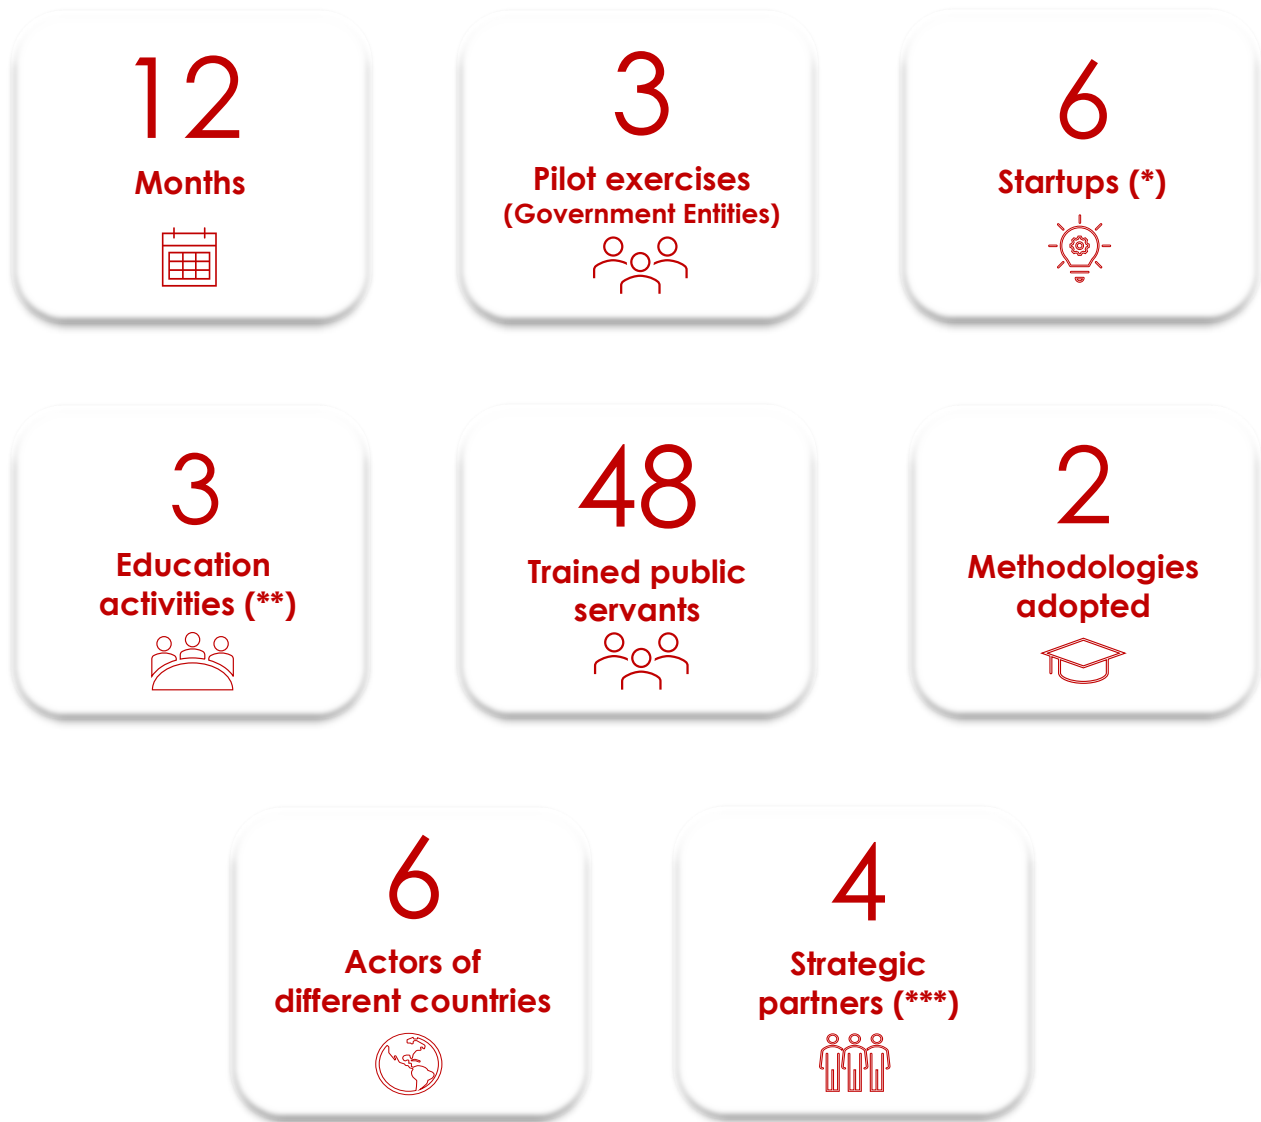 12
Months
3
Pilot exercises
(Government Entities)
6
Startups (*)
3
Education
activities (**)
48
Trained public
servants
2
Methodologies
adopted
6
Actors of
different countries
4
Strategic
partners (***)